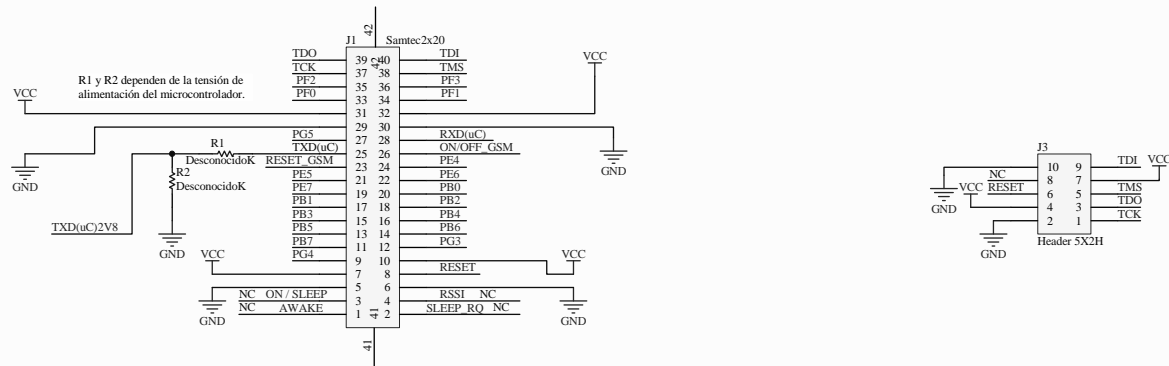 42
J1 Samtec2x20
TDO 39 40 TDI
42
TCK 37 38 TMS
R1 y R2 dependen de la tensión de
alimentación del microcontrolador.
PF2 35 36 PF3
PF0 33 34 PF1
VCC 31 32 VCC
29 30
PG5 27 28 RXD(uC)
R1 TXD(uC) 25 26 ON/OFF_GSM
DesconocidoK
GND
RESET_GSM 23 24 PE4
GND
R2
DesconocidoK
PE5 21 22 PE6
PE7 19 20 PB0
PB1 17 18 PB2
PB3 15 16 PB4
TXD(uC)2V8
PB5 13 14 PB6
GND
PB7 11 12 PG3
PG4 9 10
VCC VCC
7 8 RESET
5 6
NC ON / SLEEP 3 4 RSSI NC
NC AWAKE 1 2 SLEEP_RQ NC
41
GND GND
41
J3
10 9 TDI
VCC
NC 8 7
RESET 6 5 TMS
VCC 4 3 TDO
GND
2 1 TCK
Header 5X2H
GND